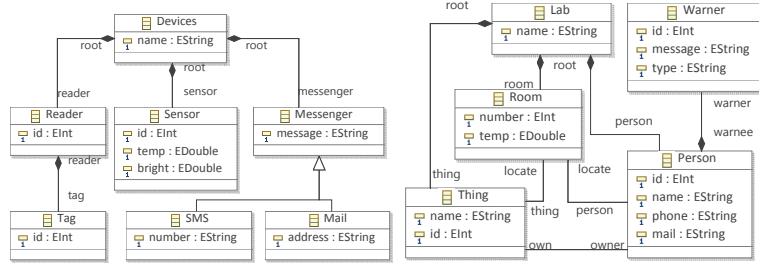 Devices
name : EString
root
root
root
reader
sensor
messenger
Reader
id : EInt
Sensor
id : EInt
temp : EDouble
bright : EDouble
Messenger
message : EString
reader
tag
Tag
id : EInt
SMS
number : EString
Mail
address : EString
root
Lab
name : EString
Warner
id : EInt
message : EString
type : EString
root
room
Room
number : EInt
temp : EDouble
person
warner
warnee
Person
id : EInt
name : EString
phone : EString
mail : EString
locate
locate
thing
thing
person
Thing
name : EString
id : EInt
own
owner